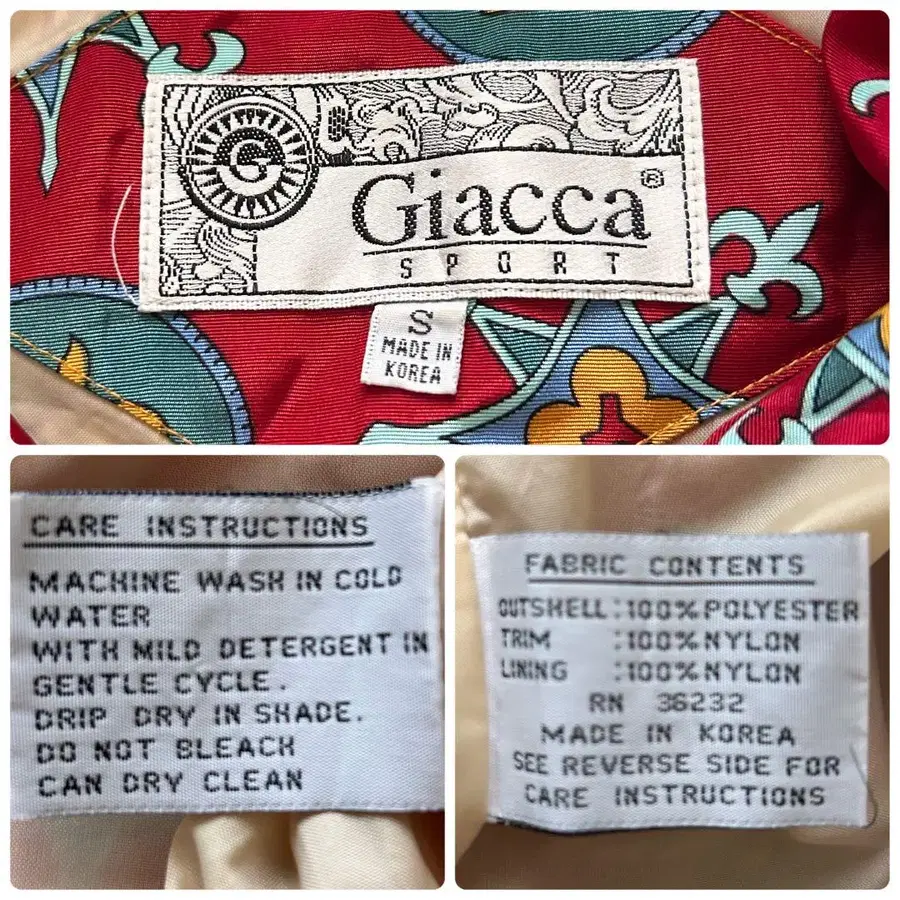 G
Giacca®
SPORT
S
MADE IN
KOREA
CARE INSTRUCTIONS
MACHINE WASH IN COLD
WATER
WITH MILD DETERGENT IN
GENTLE CYCLE.
DRIP DRY IN SHADE.
DO NOT BLEACH
CAN DRY CLEAN
FABRIC CONTENTS
OUTSHELL:100%POLYESTER
TRIM :100%NYLON
LINING :100%NYLON
RN 36232
MADE IN KOREA
SEE REVERSE SIDE FOR
CARE INSTRUCTIONS